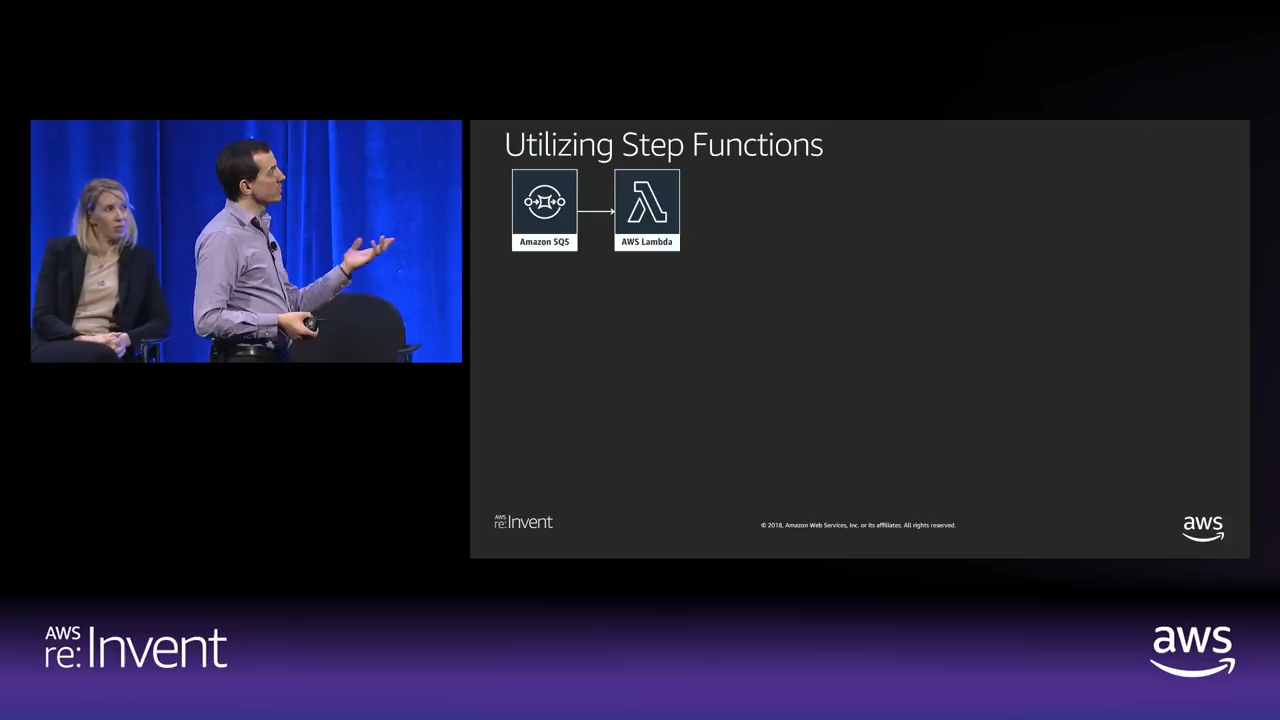 Utilizing Step Functions
Amazon SQS
AWS Lambda
AWS
re:Invent
© 2018, Amazon Web Services, Inc. or its affiliates. All rights reserved.
aws
AWS
re:Invent
aws